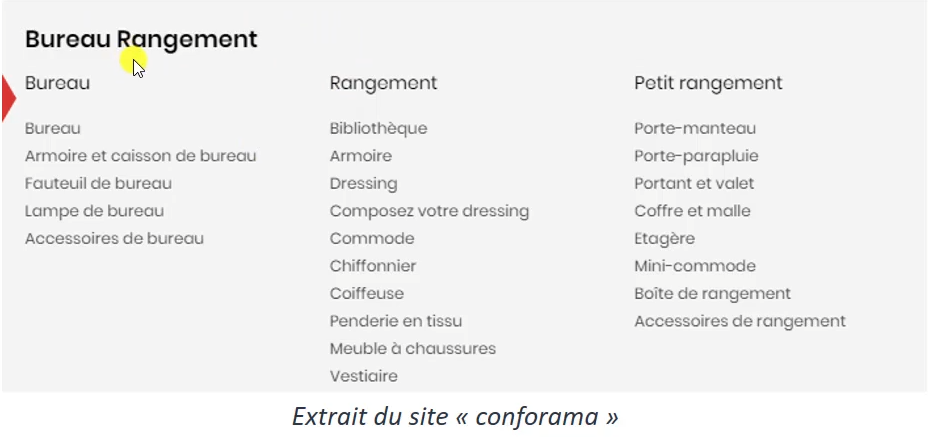 Bureau Rangement
Bureau
Bureau
Armoire et caisson de bureau
Fauteuil de bureau
Lampe de bureau
Accessoires de bureau
Rangement
Bibliothèque
Armoire
Dressing
Composez votre dressing
Commode
Chiffonnier
Coiffeuse
Penderie en tissu
Meuble à chaussures
Vestiaire
Petit rangement
Porte-manteau
Porte-parapluie
Portant et valet
Coffre et malle
Etagère
Mini-commode
Boîte de rangement
Accessoires de rangement
Extrait du site « conforama »